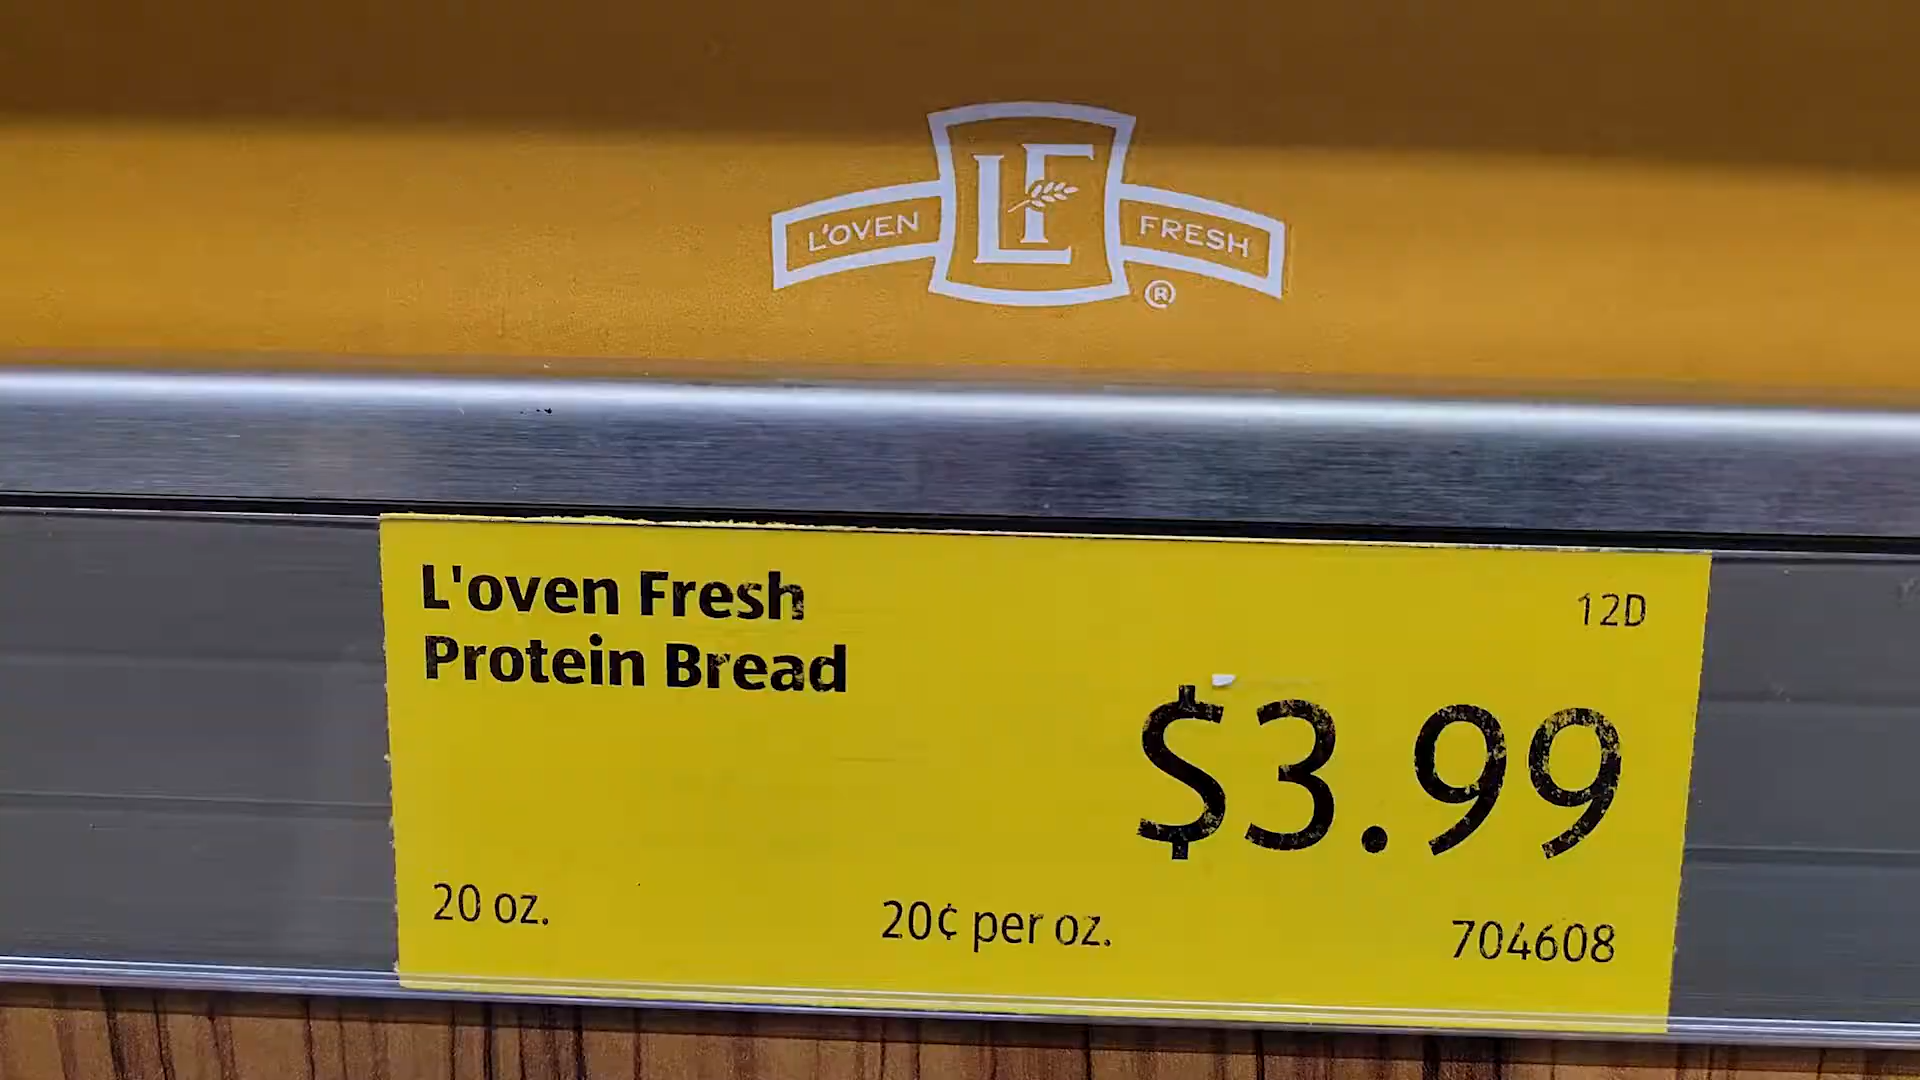 L'OVEN LF FRESH ®
L'oven Fresh
Protein Bread
12D
$3.99
20 oz.
20¢ per oz.
704608